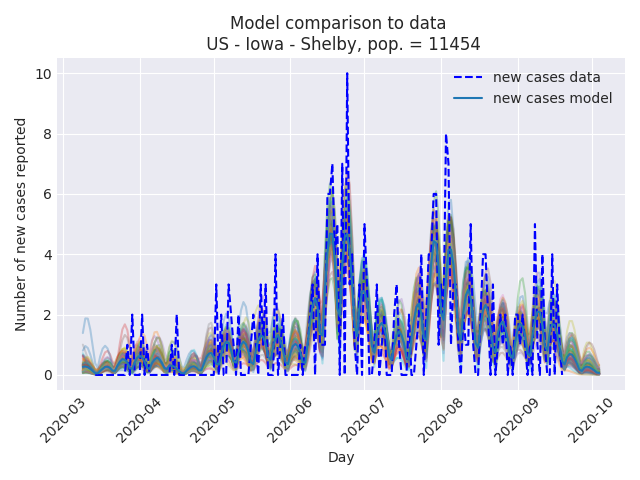 Model comparison to data
US - Iowa - Shelby, pop. = 11454
new cases data
new cases model
Number of new cases reported
10
8
6
4
2
0
2020-03
2020-04
2020-05
2020-06
2020-07
2020-08
2020-09
2020-10
Day